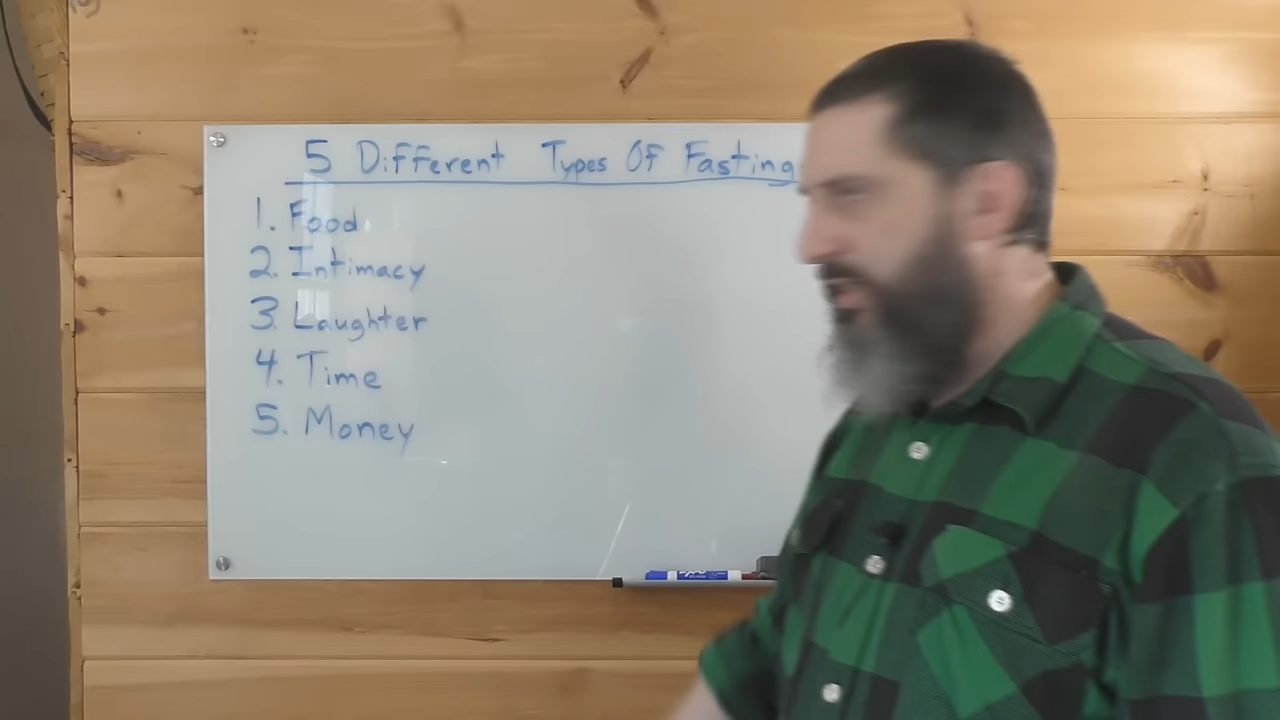 5 Different Types Of Fasting
1. Food
2. Intimacy
3. Laughter
4. Time
5. Money